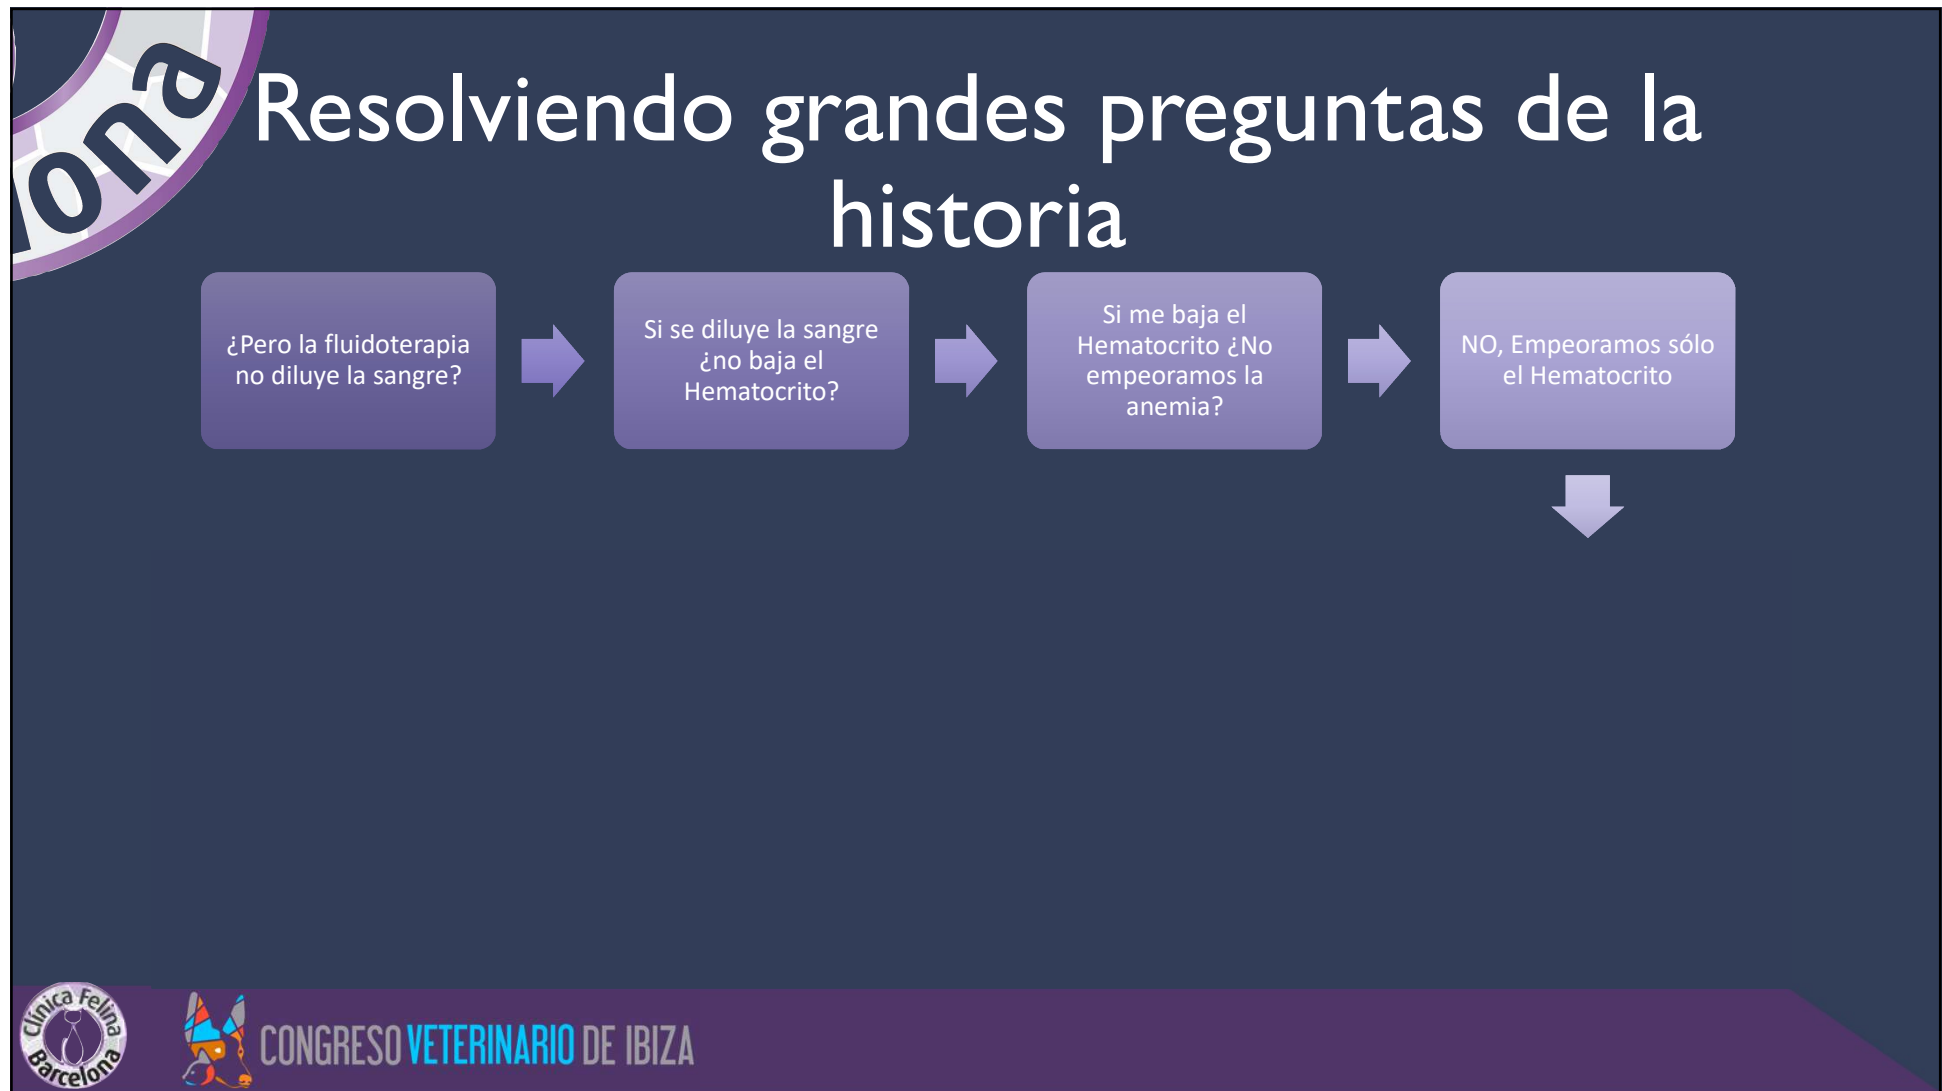 ona
Resolviendo grandes preguntas de la
historia
¿Pero la fluidoterapia
no diluye la sangre?
Si se diluye la sangre
¿no baja el
Hematocrito?
Si me baja el
Hematocrito ¿No
empeoramos la
anemia?
NO, Empeoramos sólo
el Hematocrito
Clínica Felina
Barcelona
CONGRESO VETERINARIO DE IBIZA